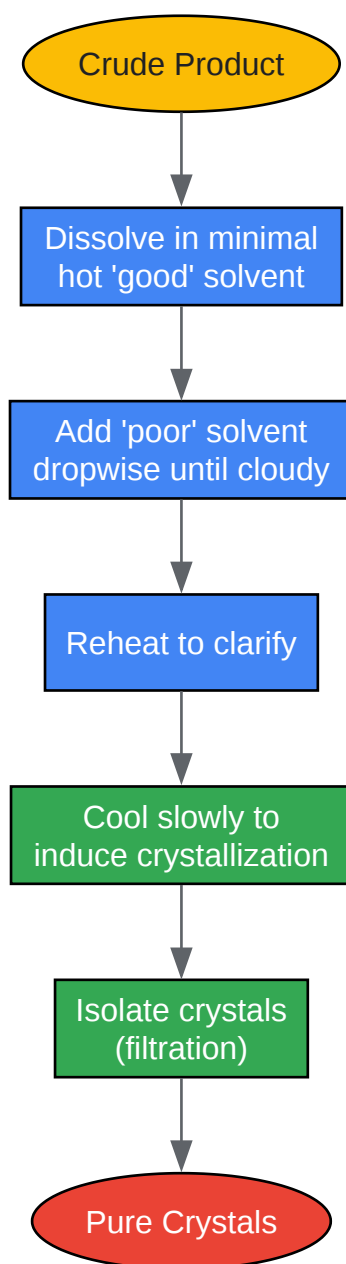 Crude Product
Dissolve in minimal
hot 'good' solvent
Add 'poor' solvent
dropwise until cloudy
Reheat to clarify
Cool slowly to
induce crystallization
Isolate crystals
(filtration)
Pure Crystals